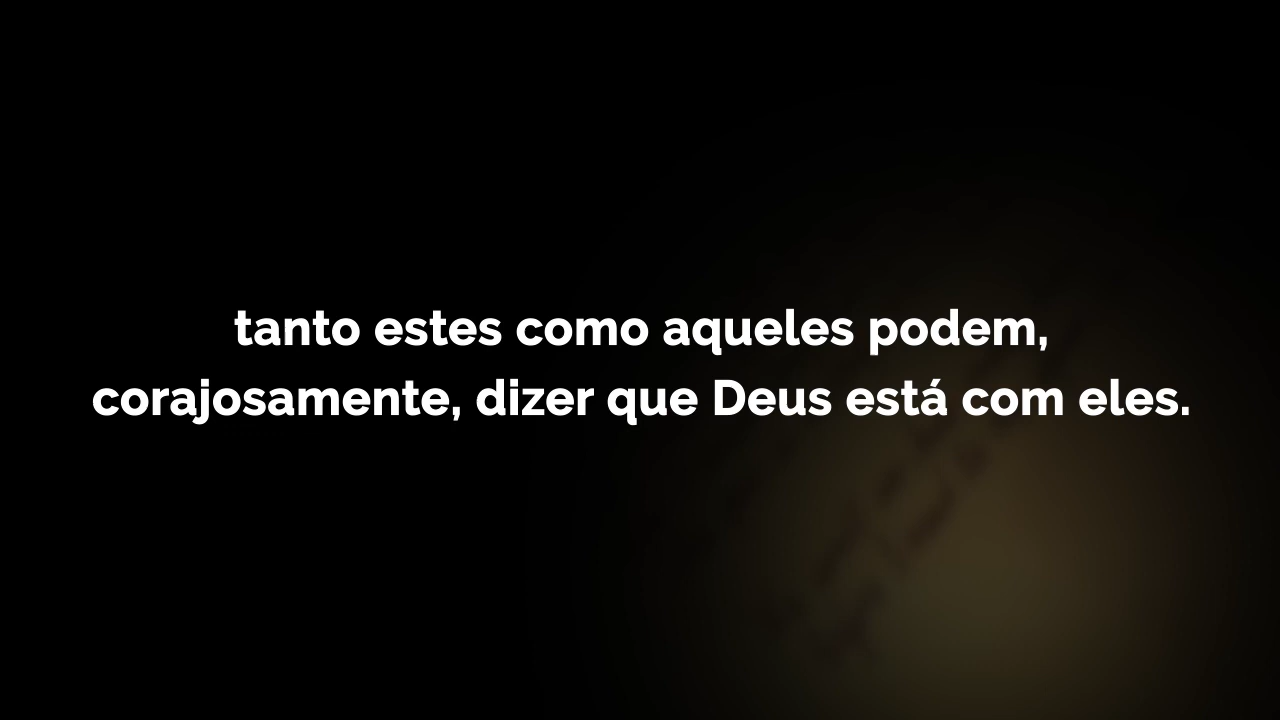 tanto estes como aqueles podem,
corajosamente, dizer que Deus está com eles.